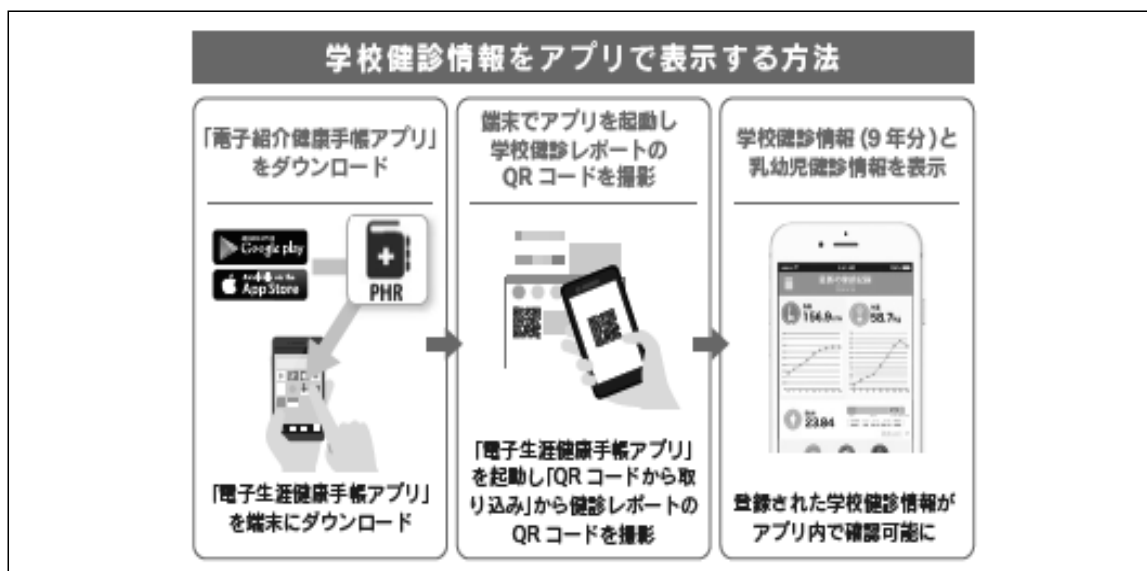 学校健診情報をアプリで表示する方法
「電子紹介健康手帳アプリ」
をダウンロード
Google play
App Store
PHR
「電子生涯健康手帳アプリ」
を端末にダウンロード
端末でアプリを起動し
学校健診レポートの
QR コードを撮影
「電子生涯健康手帳アプリ」
を起動し「QR コードから取
り込み」から健診レポートの
QR コードを撮影
学校健診情報 (9 年分) と
乳幼児健診情報を表示
156.9cm
58.7kg
23.84
登録された学校健診情報が
アプリ内で確認可能に